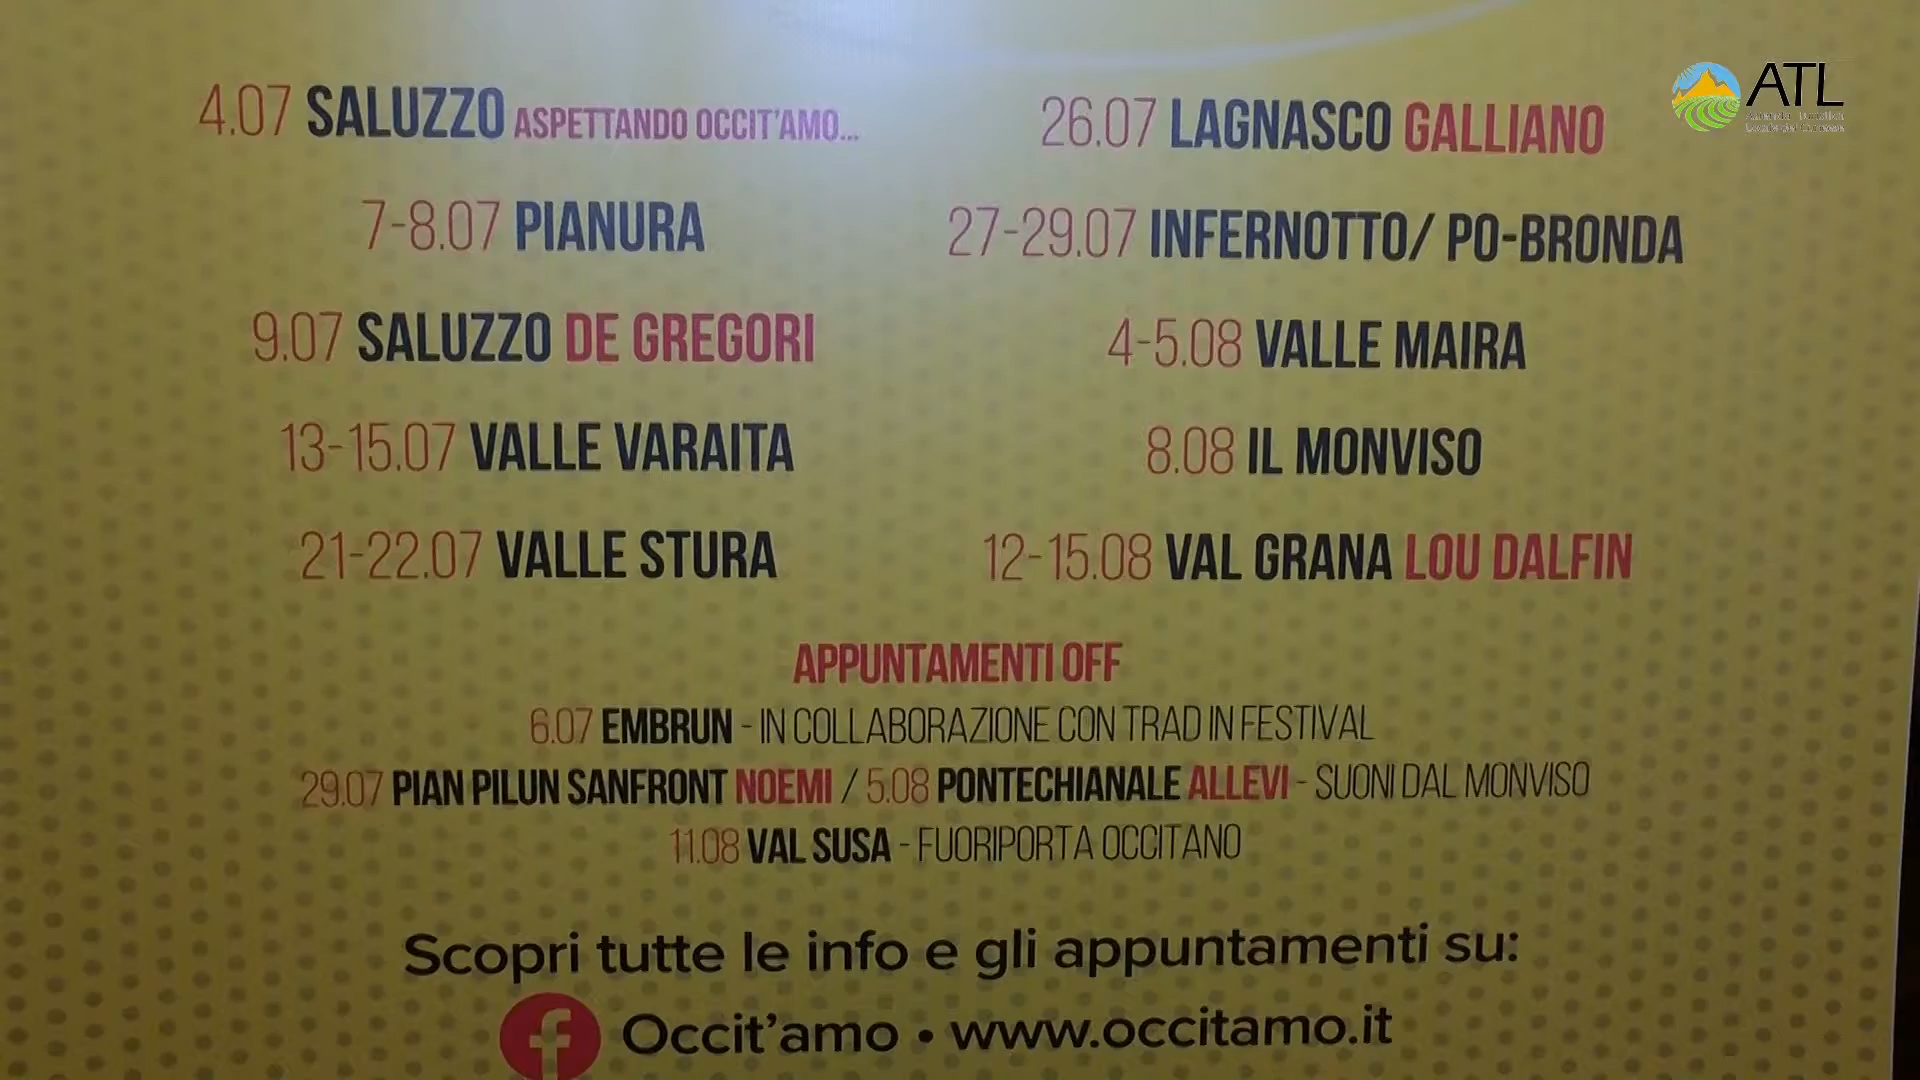 4.07 SALUZZO ASPETTANDO OCCIT'AMO...
7-8.07 PIANURA
9.07 SALUZZO DE GREGORI
13-15.07 VALLE VARAITA
21-22.07 VALLE STURA
26.07 LAGNASCO GALLIANO
27-29.07 INFERNOTTO/ PO-BRONDA
4-5.08 VALLE MAIRA
8.08 IL MONVISO
12-15.08 VAL GRANA LOU DALFIN
APPUNTAMENTI OFF
6.07 EMBRUN - IN COLLABORAZIONE CON TRAD IN FESTIVAL
29.07 PIAN PILUN SANFRONT NOEMI / 5.08 PONTECHIANALE ALLEVI - SUONI DAL MONVISO
11.08 VAL SUSA - FUORIPORTA OCCITANO
Scopri tutte le info e gli appuntamenti su:
f Occit'amo • www.occitamo.it
ATL